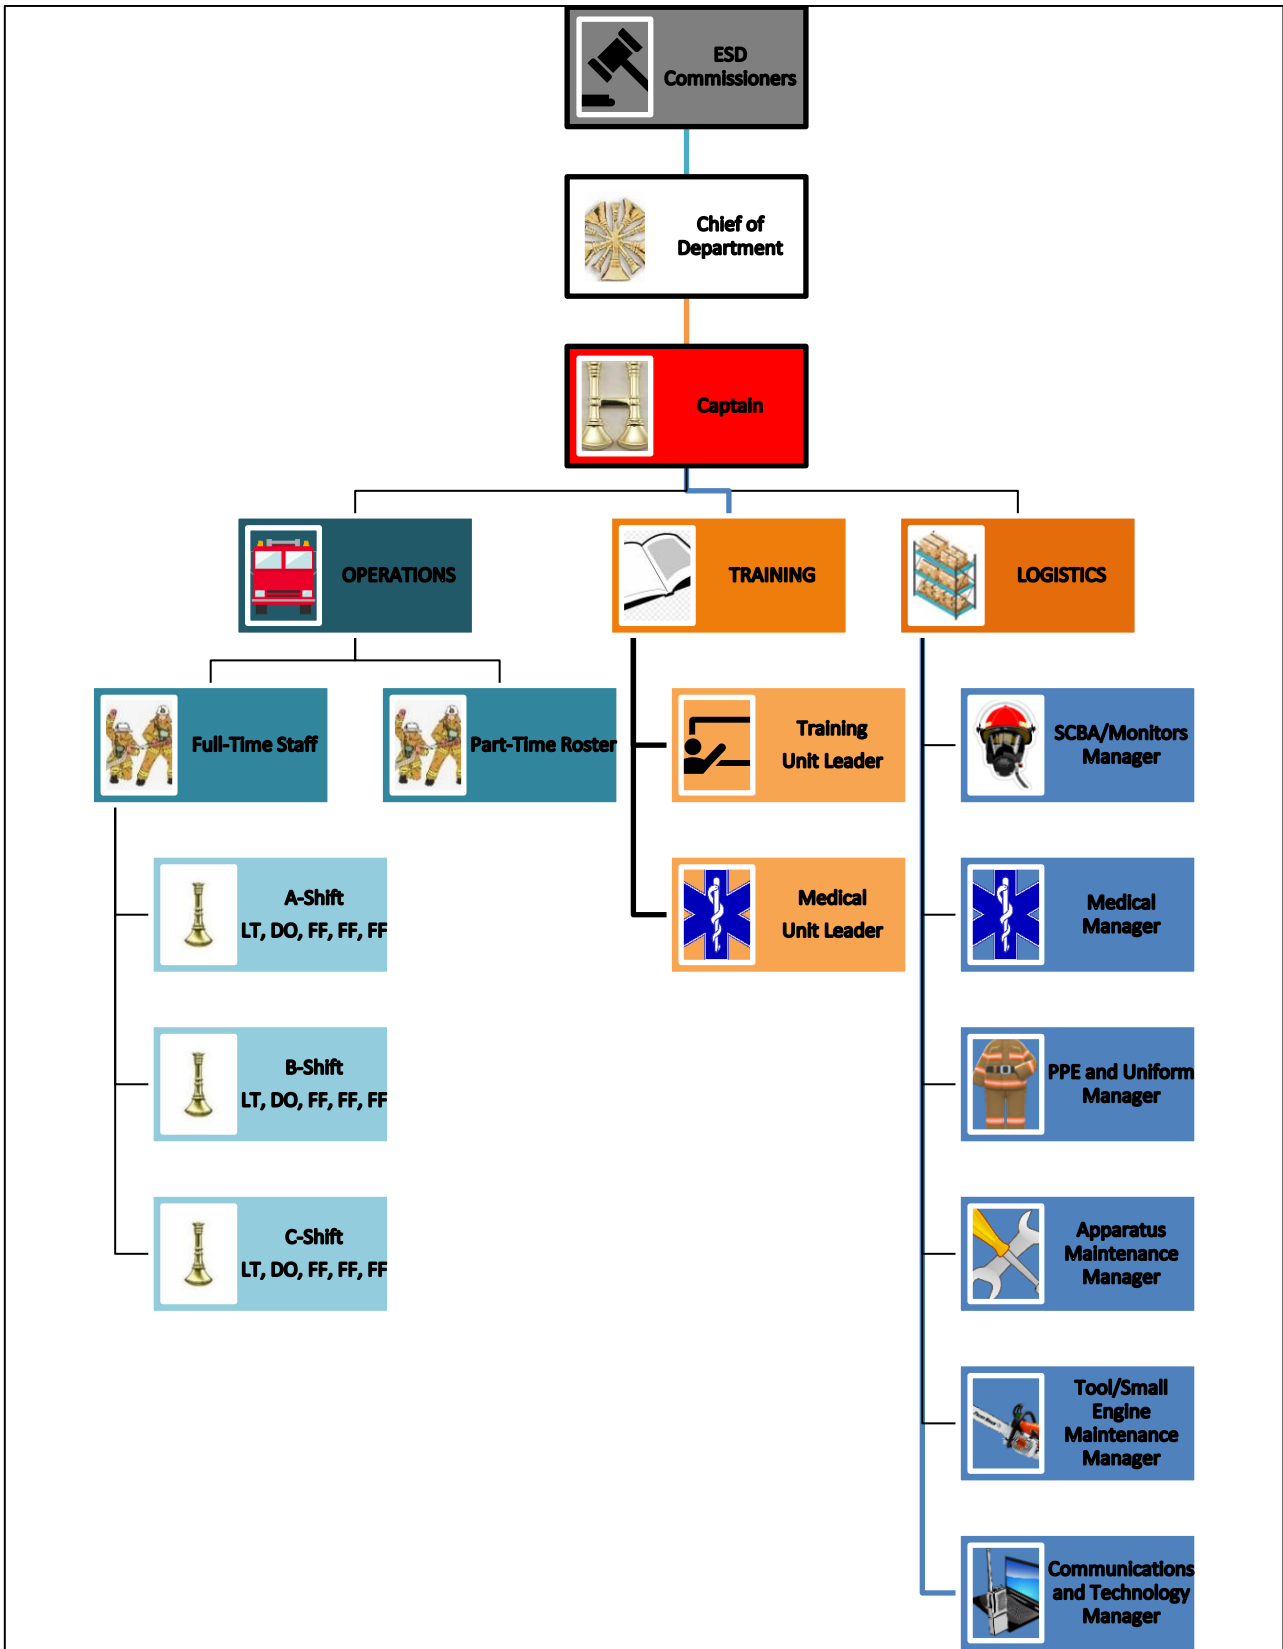 ESD
Commissioners
Chief of
Department
Captain
OPERATIONS
TRAINING
LOGISTICS
Full-Time Staff
Part-Time Roster
Training
Unit Leader
SCBA/Monitors
Manager
A-Shift
LT, DO, FF, FF, FF
Medical
Unit Leader
Medical
Manager
B-Shift
LT, DO, FF, FF, FF
PPE and Uniform
Manager
C-Shift
LT, DO, FF, FF, FF
Apparatus
Maintenance
Manager
Tool/Small
Engine
Maintenance
Manager
Communications
and Technology
Manager